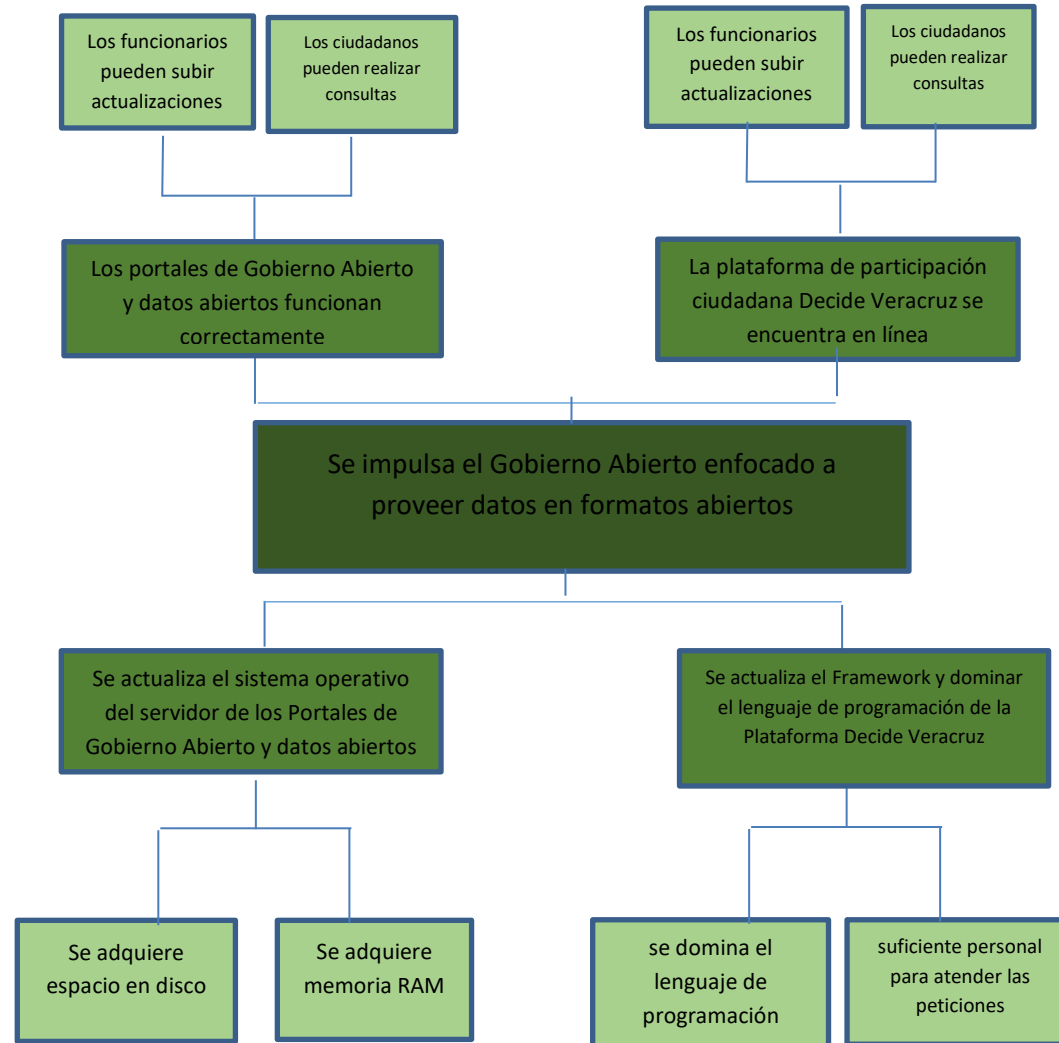 Los funcionarios
pueden subir
actualizaciones
Los ciudadanos
pueden realizar
consultas
Los funcionarios
pueden subir
actualizaciones
Los ciudadanos
pueden realizar
consultas
Los portales de Gobierno Abierto
y datos abiertos funcionan
correctamente
La plataforma de participación
ciudadana Decide Veracruz se
encuentra en línea
Se impulsa el Gobierno Abierto enfocado a
proveer datos en formatos abiertos
Se actualiza el sistema operativo
del servidor de los Portales de
Gobierno Abierto y datos abiertos
Se actualiza el Framework y dominar
el lenguaje de programación de la
Plataforma Decide Veracruz
Se adquiere
espacio en disco
Se adquiere
memoria RAM
se domina el
lenguaje de
programación
suficiente personal
para atender las
peticiones